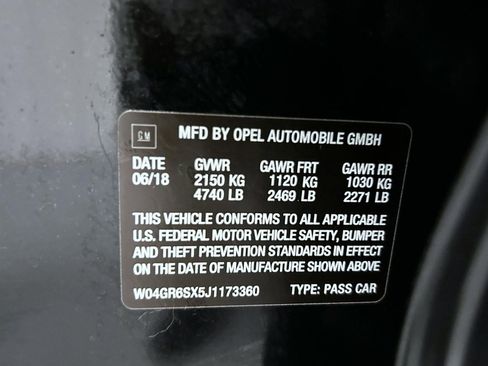 GM MFD BY OPEL AUTOMOBILE GMBH
DATE GVWR GAWR FRT GAWR RR
06/18 2150 KG 1120 KG 1030 KG
4740 LB 2469 LB 2271 LB
THIS VEHICLE CONFORMS TO ALL APPLICABLE
U.S. FEDERAL MOTOR VEHICLE SAFETY, BUMPER
AND THEFT PREVENTION STANDARDS IN EFFECT
ON THE DATE OF MANUFACTURE SHOWN ABOVE
W04GR6SX5J1173360 TYPE: PASS CAR